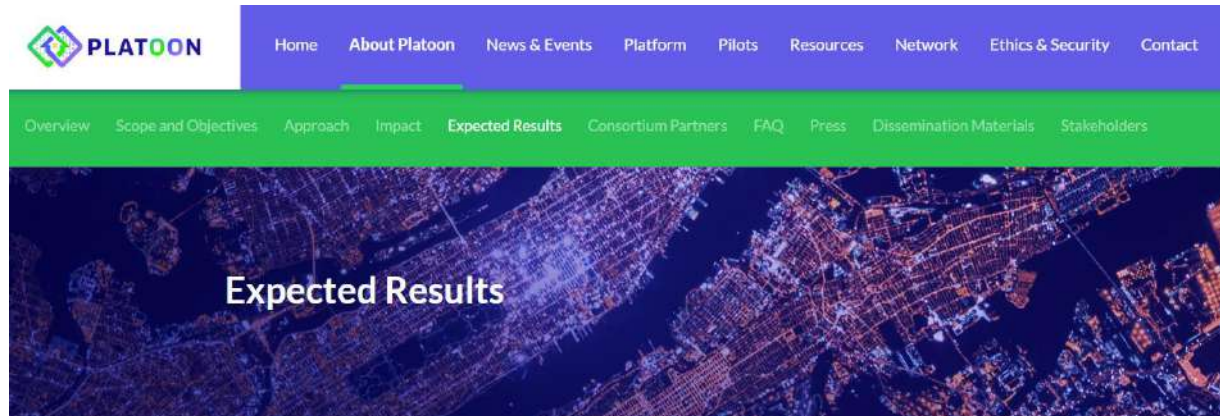 PLATOON
Home About Platoon News & Events Platform Pilots Resources Network Ethics & Security Contact
Overview Scope and Objectives Approach Impact Expected Results Consortium Partners FAQ Press Dissemination Materials Stakeholders
Expected Results